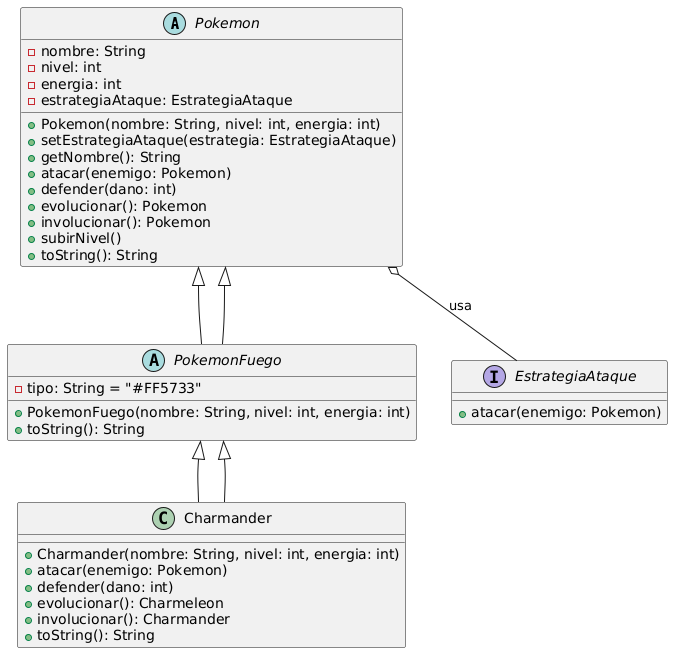 A Pokemon
nombre: String
nivel: int
energia: int
estrategiaAtaque: EstrategiaAtaque
Pokemon(nombre: String, nivel: int, energia: int)
setEstrategiaAtaque(estrategia: EstrategiaAtaque)
getNombre(): String
atacar(enemigo: Pokemon)
defender(dano: int)
evolucionar(): Pokemon
involucionar(): Pokemon
subirNivel()
toString(): String
usa
A PokemonFuego
tipo: String = "#FF5733"
PokemonFuego(nombre: String, nivel: int, energia: int)
toString(): String
I EstrategiaAtaque
atacar(enemigo: Pokemon)
C Charmander
Charmander(nombre: String, nivel: int, energia: int)
atacar(enemigo: Pokemon)
defender(dano: int)
evolucionar(): Charmeleon
involucionar(): Charmander
toString(): String